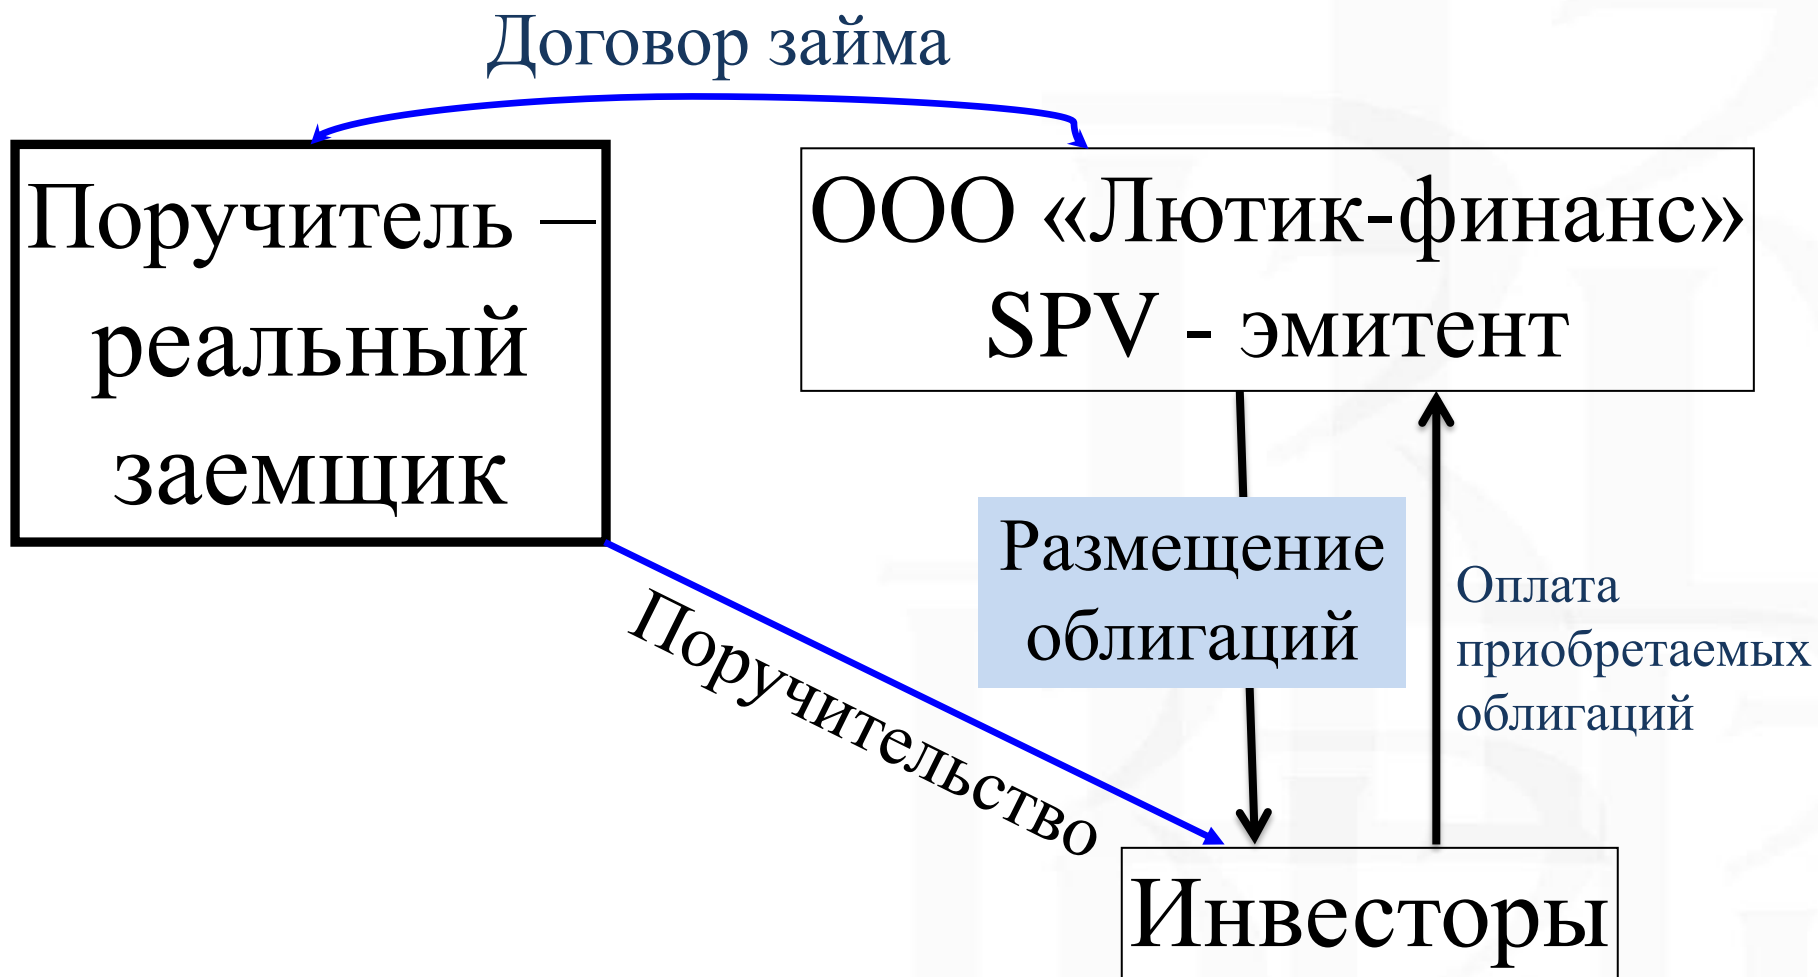 Договор займа
Поручитель –
реальный
заемщик
ООО «Лютик-финанс»
SPV - эмитент
Размещение
облигаций
Оплата
приобретаемых
облигаций
Поручительство
Инвесторы